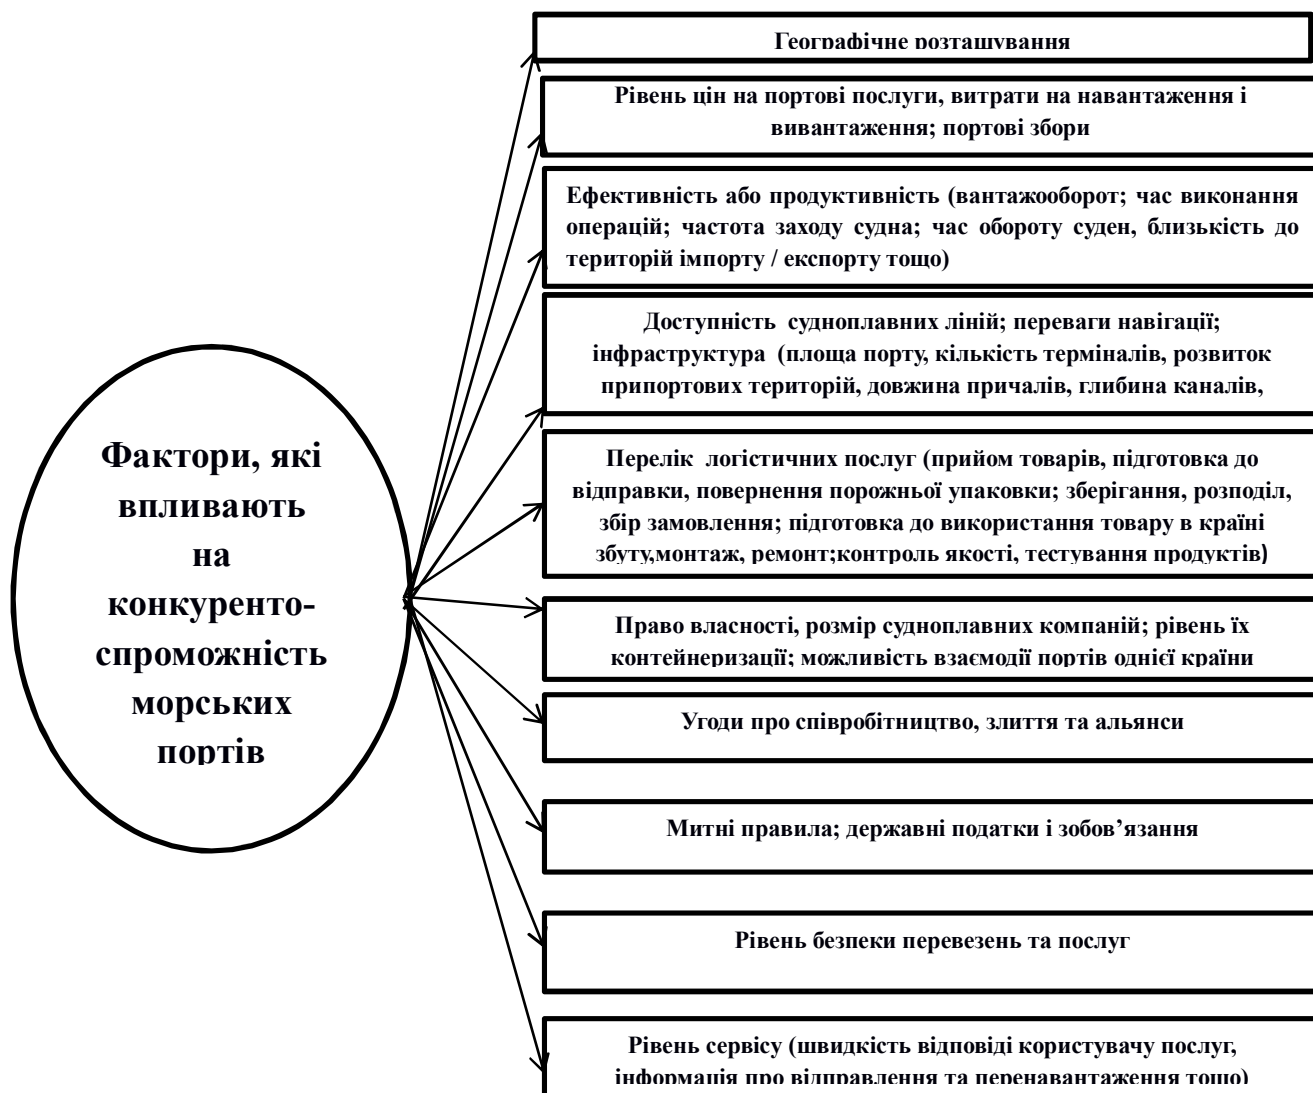 Географічне розташування
Рівень цін на портові послуги, витрати на навантаження і
вивантаження; портові збори
Ефективність або продуктивність (вантажооборот; час виконання
операцій; частота заходу судна; час обороту суден, близькість до
територій імпорту / експорту тощо)
Доступність судноплавних ліній; переваги навігації;
інфраструктура (площа порту, кількість терміналів, розвиток
припортових територій, довжина причалів, глибина каналів,
Перелік логістичних послуг (прийом товарів, підготовка до
відправки, повернення порожньої упаковки; зберігання, розподіл,
збір замовлення; підготовка до використання товару в країні
збуту,монтаж, ремонт;контроль якості, тестування продуктів)
Право власності, розмір судноплавних компаній; рівень їх
контейнеризації; можливість взаємодії портів однієї країни
Угоди про співробітництво, злиття та альянси
Митні правила; державні податки і зобов’язання
Рівень безпеки перевезень та послуг
Рівень сервісу (швидкість відповіді користувачу послуг,
інформація про відправлення та перенавантаження тощо)
Фактори, які
впливають
на
конкуренто-
спроможність
морських
портів